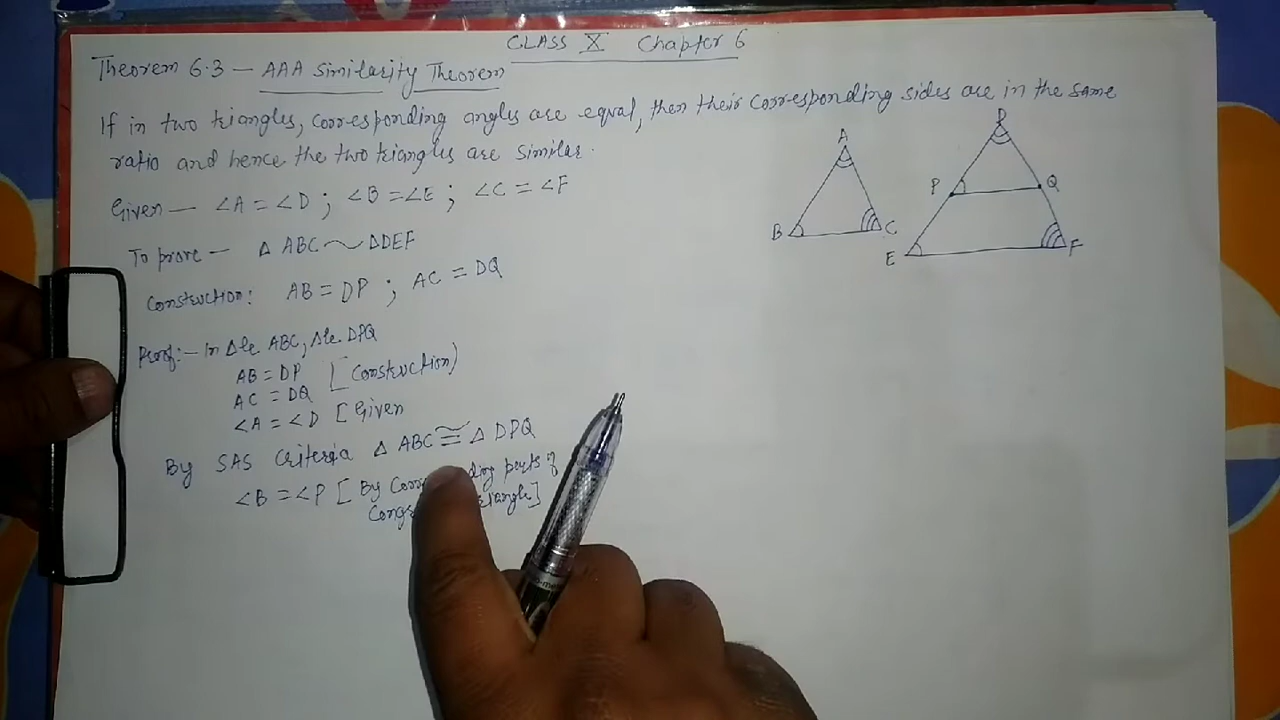 CLASS X Chapter 6
Theorem 6.3 — AAA Similarity Theorem
If in two triangles, corresponding angles are equal, then their corresponding sides are in the same
ratio and hence the two triangles are similar.
Given — ∠A = ∠D ; ∠B = ∠E ; ∠C = ∠F
To prove — Δ ABC ~ ΔDEF
Construction: AB = DP ; AC = DQ
Proof:- In Δle ABC, Δle DPQ
AB = DP [Construction)
AC = DQ
∠A = ∠D [Given
By SAS Criteria Δ ABC ≅ Δ DPQ
∠B = ∠P [By parts of
A
B
C
D
P
Q
E
F